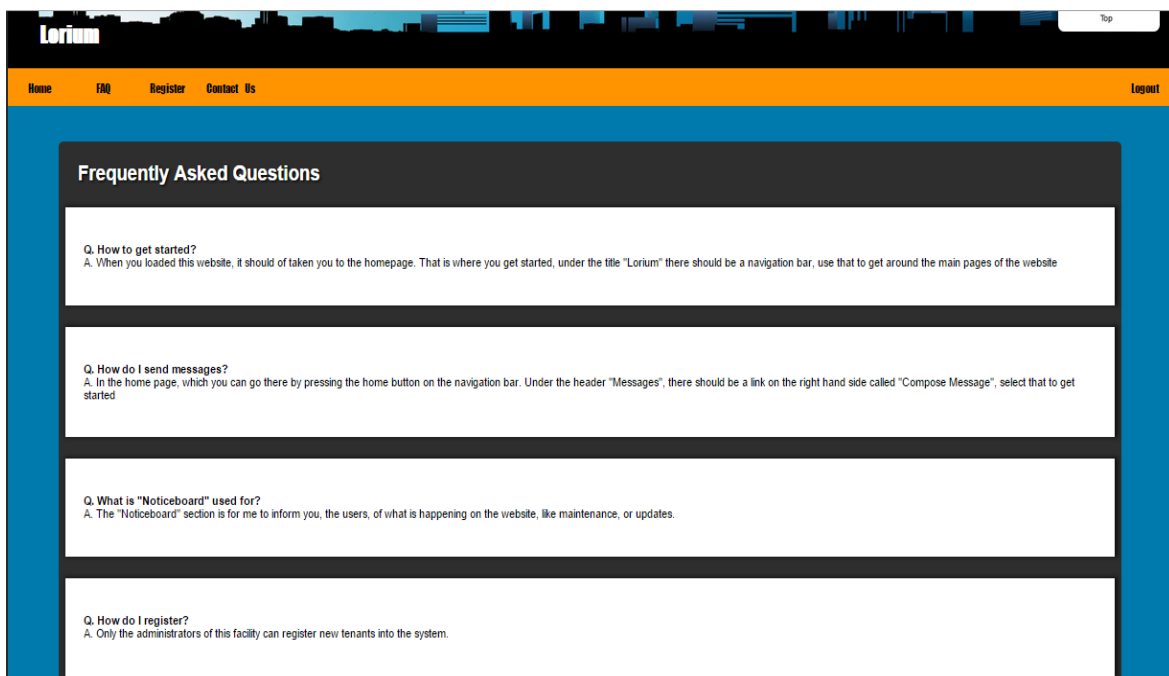 Top
Lorium
Home FAQ Register Contact Us Logout
Frequently Asked Questions
Q. How to get started?
A. When you loaded this website, it should of taken you to the homepage. That is where you get started, under the title "Lorium" there should be a navigation bar, use that to get around the main pages of the website
Q. How do I send messages?
A. In the home page, which you can go there by pressing the home button on the navigation bar. Under the header "Messages", there should be a link on the right hand side called "Compose Message", select that to get
started
Q. What is "Noticeboard" used for?
A. The "Noticeboard" section is for me to inform you, the users, of what is happening on the website, like maintenance, or updates.
Q. How do I register?
A. Only the administrators of this facility can register new tenants into the system.